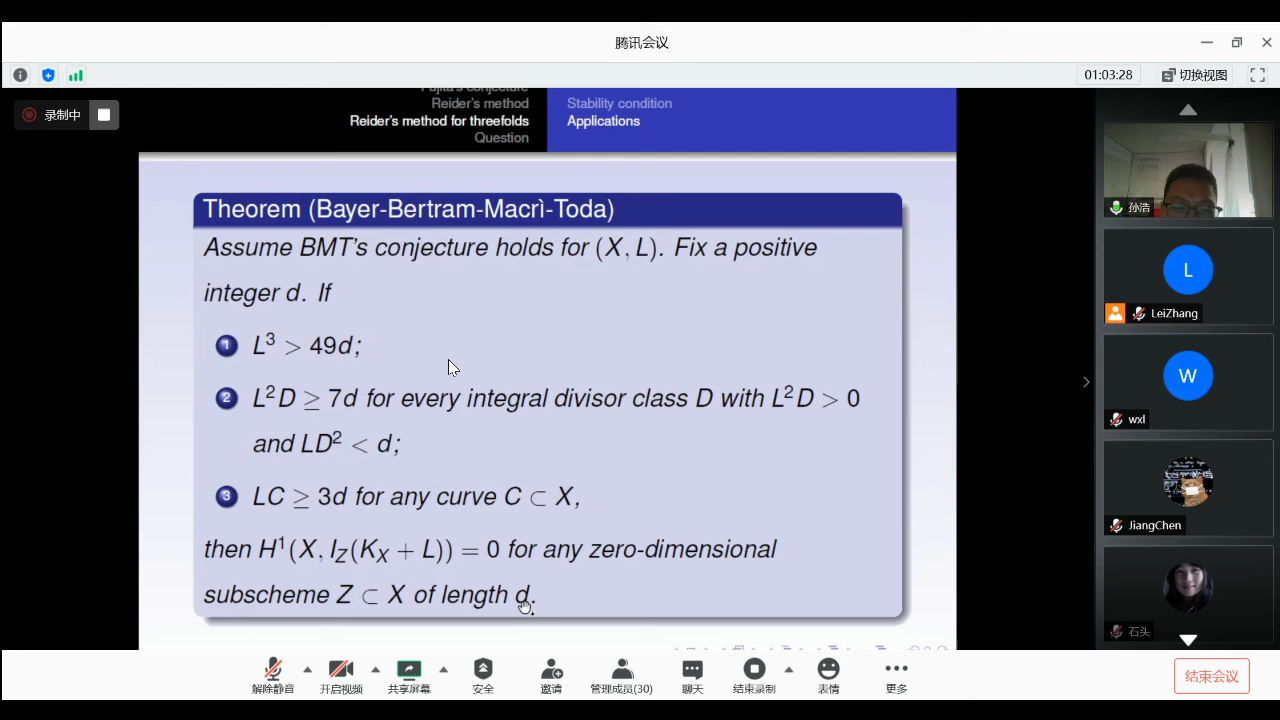 腾讯会议
01:03:28
切换视图
录制中
Fujita's conjecture
Reider's method
Reider's method for threefolds
Question
Stability condition
Applications
Theorem (Bayer-Bertram-Macrì-Toda)
Assume BMT's conjecture holds for (X, L). Fix a positive
integer d. If
1 L³ > 49d;
2 L²D ≥ 7d for every integral divisor class D with L²D > 0
and LD² < d;
3 LC ≥ 3d for any curve C ⊂ X,
then H¹(X, I_Z(K_X + L)) = 0 for any zero-dimensional
subscheme Z ⊂ X of length d.
孙浩
L
LeiZhang
W
wxl
JiangChen
石头
解除静音
开启视频
共享屏幕
安全
邀请
管理成员(30)
聊天
结束录制
表情
更多
结束会议